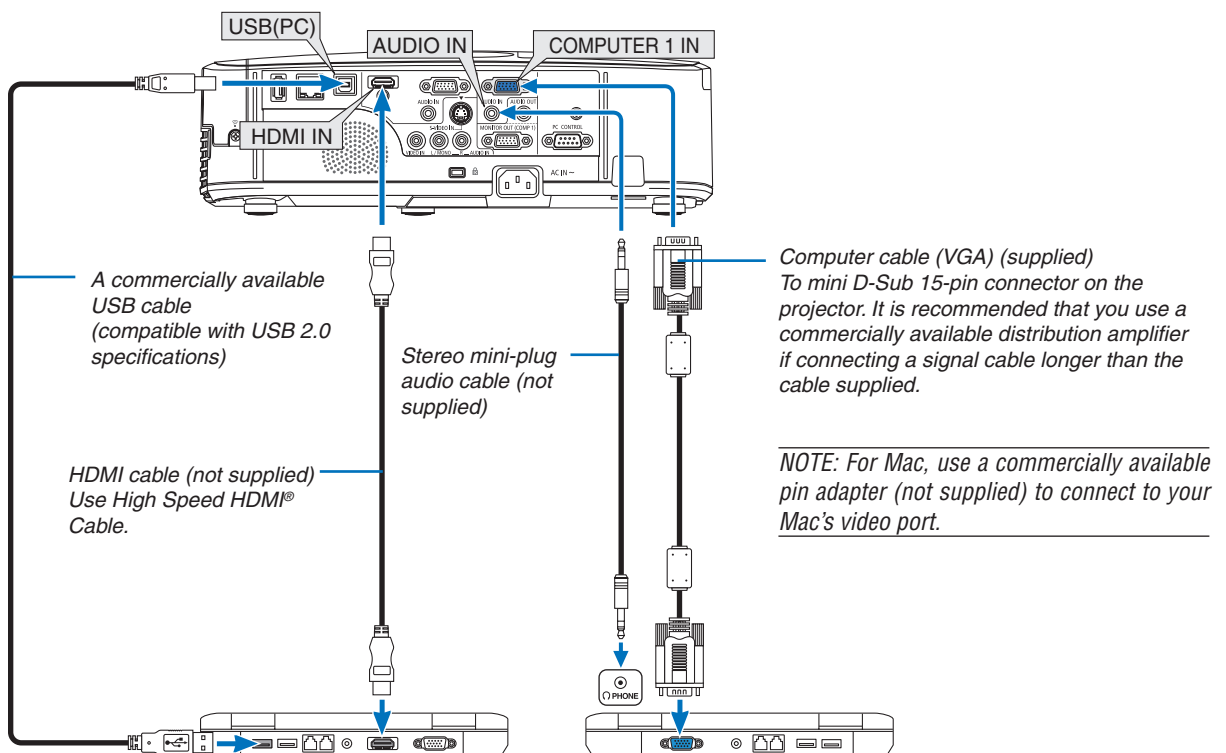 USB(PC)
AUDIO IN
COMPUTER 1 IN
HDMI IN
AUDIO IN
AUDIO IN
AUDIO OUT
S-VIDEO IN
MONITOR OUT (COMP 1)
PC CONTROL
VIDEO IN
L / MONO
R
AUDIO IN
AC IN ~
A commercially available
USB cable
(compatible with USB 2.0
specifications)
Computer cable (VGA) (supplied)
To mini D-Sub 15-pin connector on the
projector. It is recommended that you use a
commercially available distribution amplifier
if connecting a signal cable longer than the
cable supplied.
Stereo mini-plug
audio cable (not
supplied)
HDMI cable (not supplied)
Use High Speed HDMI®
Cable.
NOTE: For Mac, use a commercially available
pin adapter (not supplied) to connect to your
Mac's video port.
PHONE